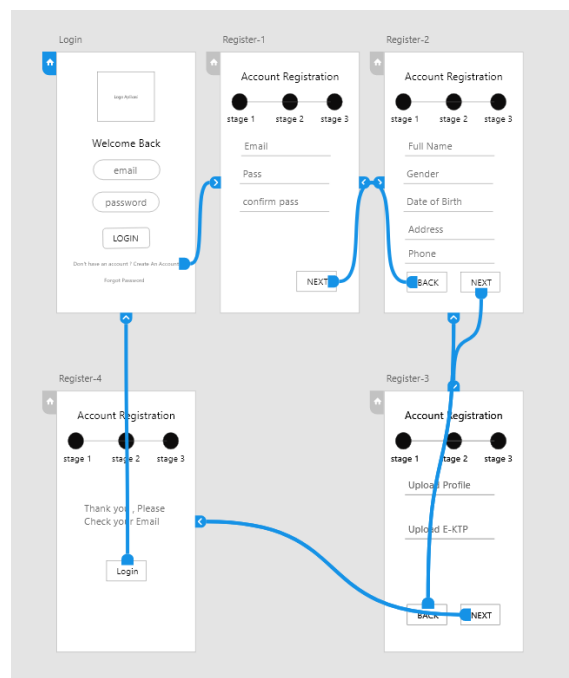 Login
Logo Aplikasi
Welcome Back
email
password
LOGIN
Don't have an account ? Create An Account
Forgot Password
Register-1
Account Registration
stage 1 stage 2 stage 3
Email
Pass
confirm pass
NEXT
Register-2
Account Registration
stage 1 stage 2 stage 3
Full Name
Gender
Date of Birth
Address
Phone
BACK NEXT
Register-4
Account Registration
stage 1 stage 2 stage 3
Thank you , Please
Check your Email
Login
Register-3
Account Registration
stage 1 stage 2 stage 3
Upload Profile
Upload E-KTP
BACK NEXT